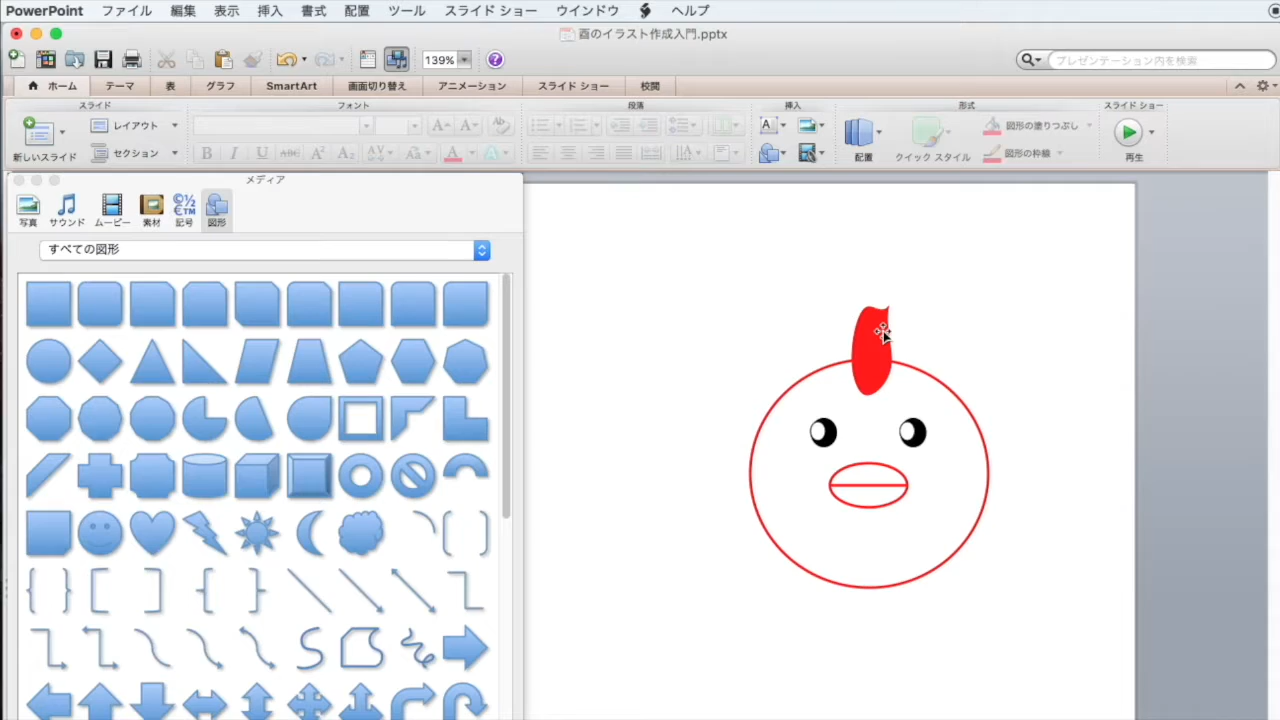 PowerPoint ファイル 編集 表示 挿入 書式 配置 ツール スライド ショー ウインドウ ヘルプ
酉のイラスト作成入門.pptx
139%
プレゼンテーション内を検索
ホーム テーマ 表 グラフ SmartArt 画面切り替え アニメーション スライド ショー 校閲
スライド フォント 段落 挿入 形式 スライド ショー
レイアウト
図形の塗りつぶし
新しいスライド セクション
B I U ABC A² A₂ AV Aa A A
配置 クイック スタイル 図形の枠線 再生
メディア
写真 サウンド ムービー 素材 記号 図形
すべての図形